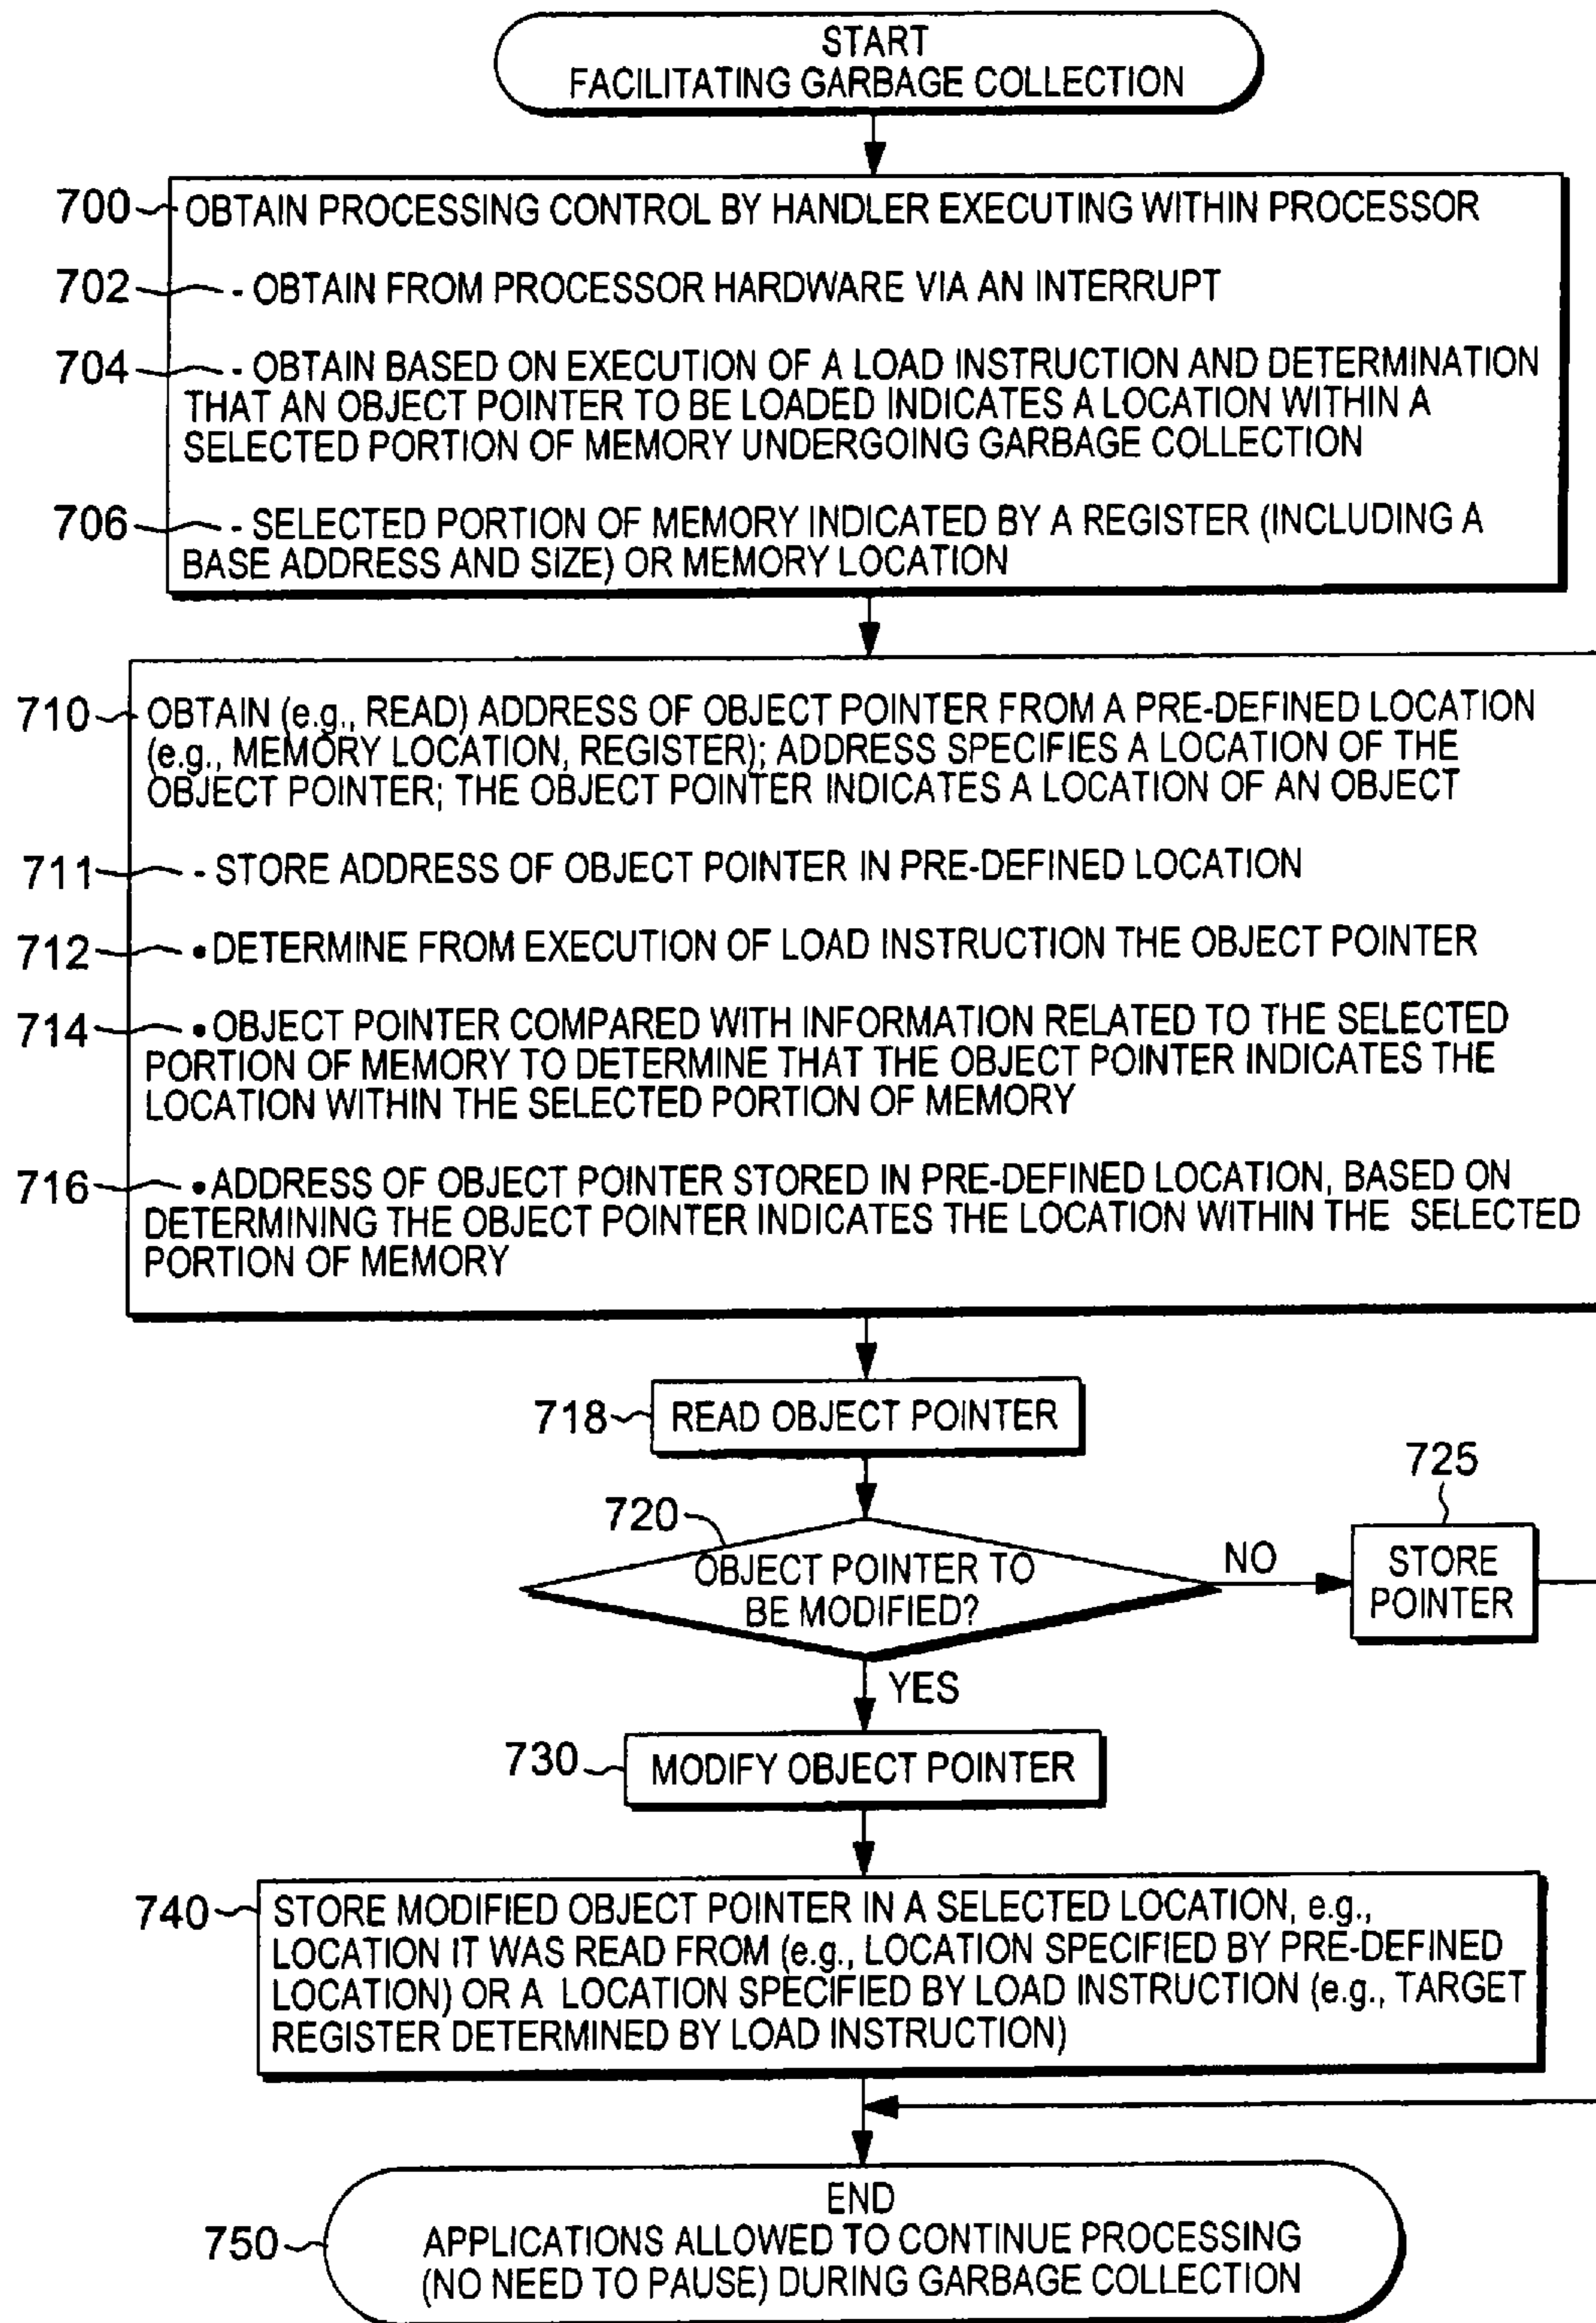 START
FACILITATING GARBAGE COLLECTION
700 OBTAIN PROCESSING CONTROL BY HANDLER EXECUTING WITHIN PROCESSOR
702 - OBTAIN FROM PROCESSOR HARDWARE VIA AN INTERRUPT
704 - OBTAIN BASED ON EXECUTION OF A LOAD INSTRUCTION AND DETERMINATION
THAT AN OBJECT POINTER TO BE LOADED INDICATES A LOCATION WITHIN A
SELECTED PORTION OF MEMORY UNDERGOING GARBAGE COLLECTION
706 - SELECTED PORTION OF MEMORY INDICATED BY A REGISTER (INCLUDING A
BASE ADDRESS AND SIZE) OR MEMORY LOCATION
710 OBTAIN (e.g., READ) ADDRESS OF OBJECT POINTER FROM A PRE-DEFINED LOCATION
(e.g., MEMORY LOCATION, REGISTER); ADDRESS SPECIFIES A LOCATION OF THE
OBJECT POINTER; THE OBJECT POINTER INDICATES A LOCATION OF AN OBJECT
711 - STORE ADDRESS OF OBJECT POINTER IN PRE-DEFINED LOCATION
712 • DETERMINE FROM EXECUTION OF LOAD INSTRUCTION THE OBJECT POINTER
714 • OBJECT POINTER COMPARED WITH INFORMATION RELATED TO THE SELECTED
PORTION OF MEMORY TO DETERMINE THAT THE OBJECT POINTER INDICATES THE
LOCATION WITHIN THE SELECTED PORTION OF MEMORY
716 • ADDRESS OF OBJECT POINTER STORED IN PRE-DEFINED LOCATION, BASED ON
DETERMINING THE OBJECT POINTER INDICATES THE LOCATION WITHIN THE SELECTED
PORTION OF MEMORY
718 READ OBJECT POINTER
720 OBJECT POINTER TO
BE MODIFIED?
NO
725
STORE
POINTER
YES
730 MODIFY OBJECT POINTER
740 STORE MODIFIED OBJECT POINTER IN A SELECTED LOCATION, e.g.,
LOCATION IT WAS READ FROM (e.g., LOCATION SPECIFIED BY PRE-DEFINED
LOCATION) OR A LOCATION SPECIFIED BY LOAD INSTRUCTION (e.g., TARGET
REGISTER DETERMINED BY LOAD INSTRUCTION)
END
750 APPLICATIONS ALLOWED TO CONTINUE PROCESSING
(NO NEED TO PAUSE) DURING GARBAGE COLLECTION